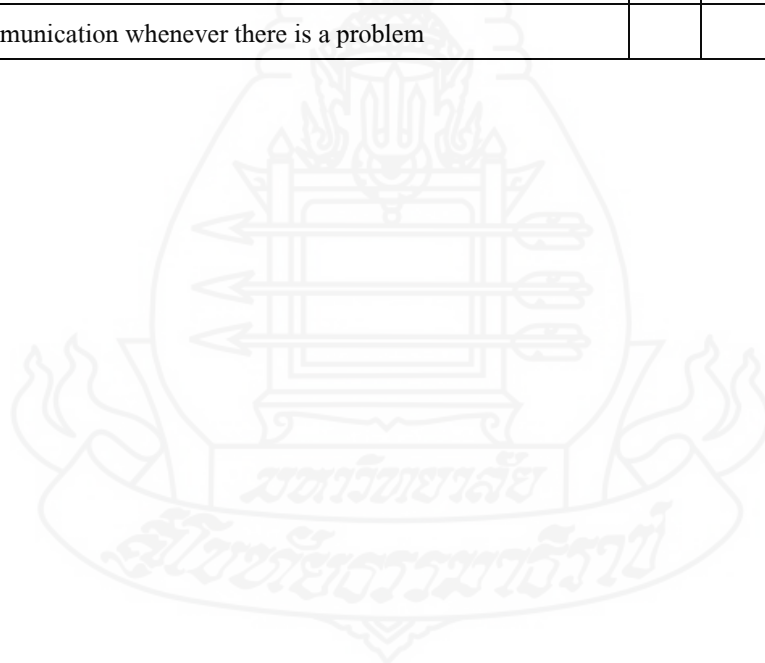 munication whenever there is a problem
มหาวิทยาลัย
สุโขทัยธรรมาธิราช